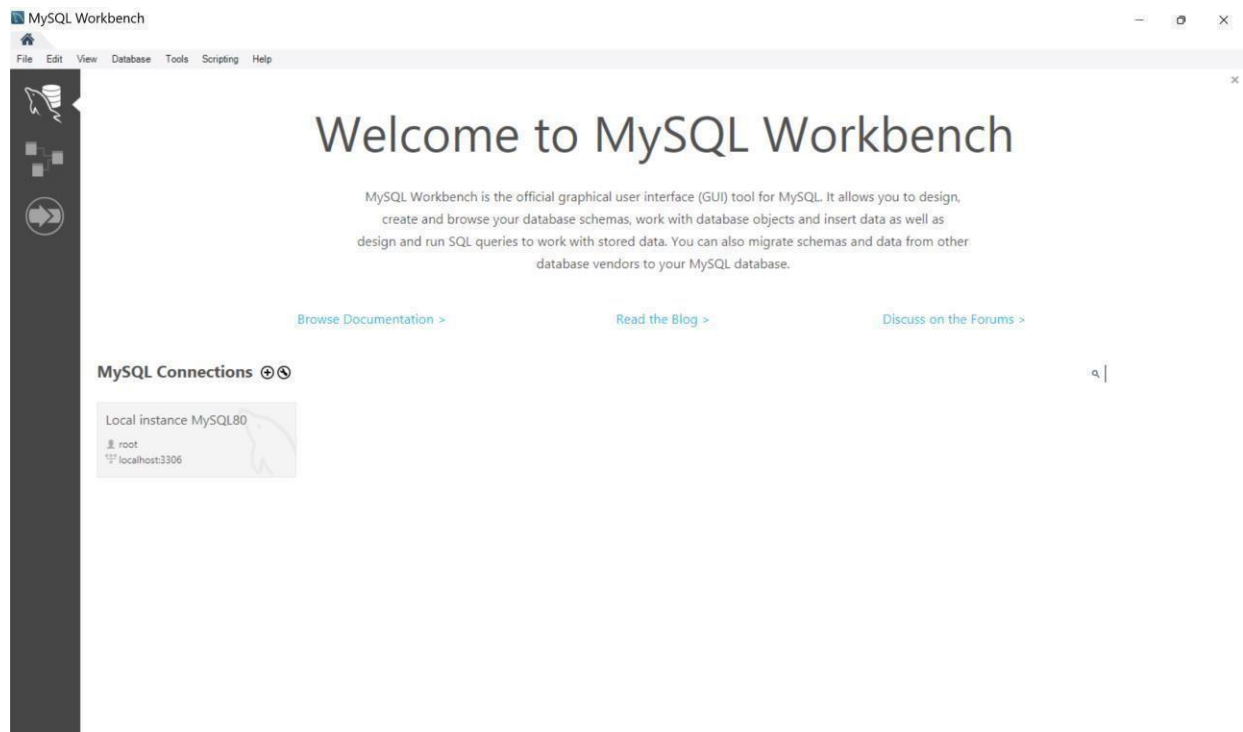 MySQL Workbench
File Edit View Database Tools Scripting Help
Welcome to MySQL Workbench
MySQL Workbench is the official graphical user interface (GUI) tool for MySQL. It allows you to design,
create and browse your database schemas, work with database objects and insert data as well as
design and run SQL queries to work with stored data. You can also migrate schemas and data from other
database vendors to your MySQL database.
Browse Documentation > Read the Blog > Discuss on the Forums >
MySQL Connections
Local instance MySQL80
root
localhost:3306